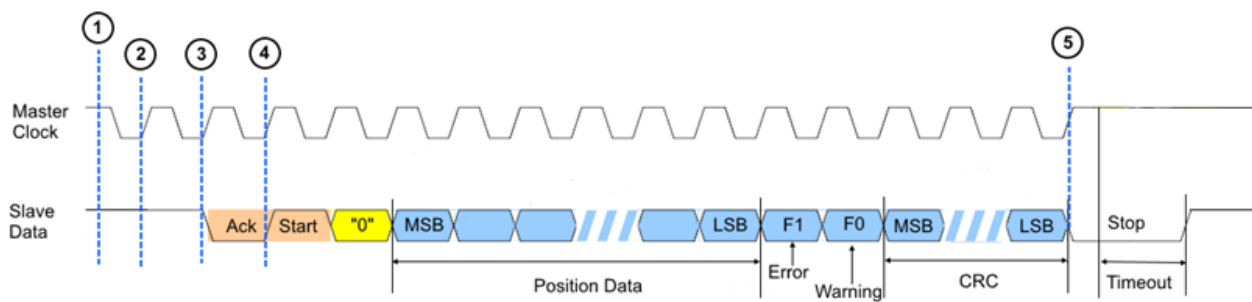 1
2
3
4
5
Master
Clock
Slave
Data
Ack
Start
"0"
MSB
LSB
F1
F0
MSB
LSB
Stop
Position Data
Error
Warning
CRC
Timeout